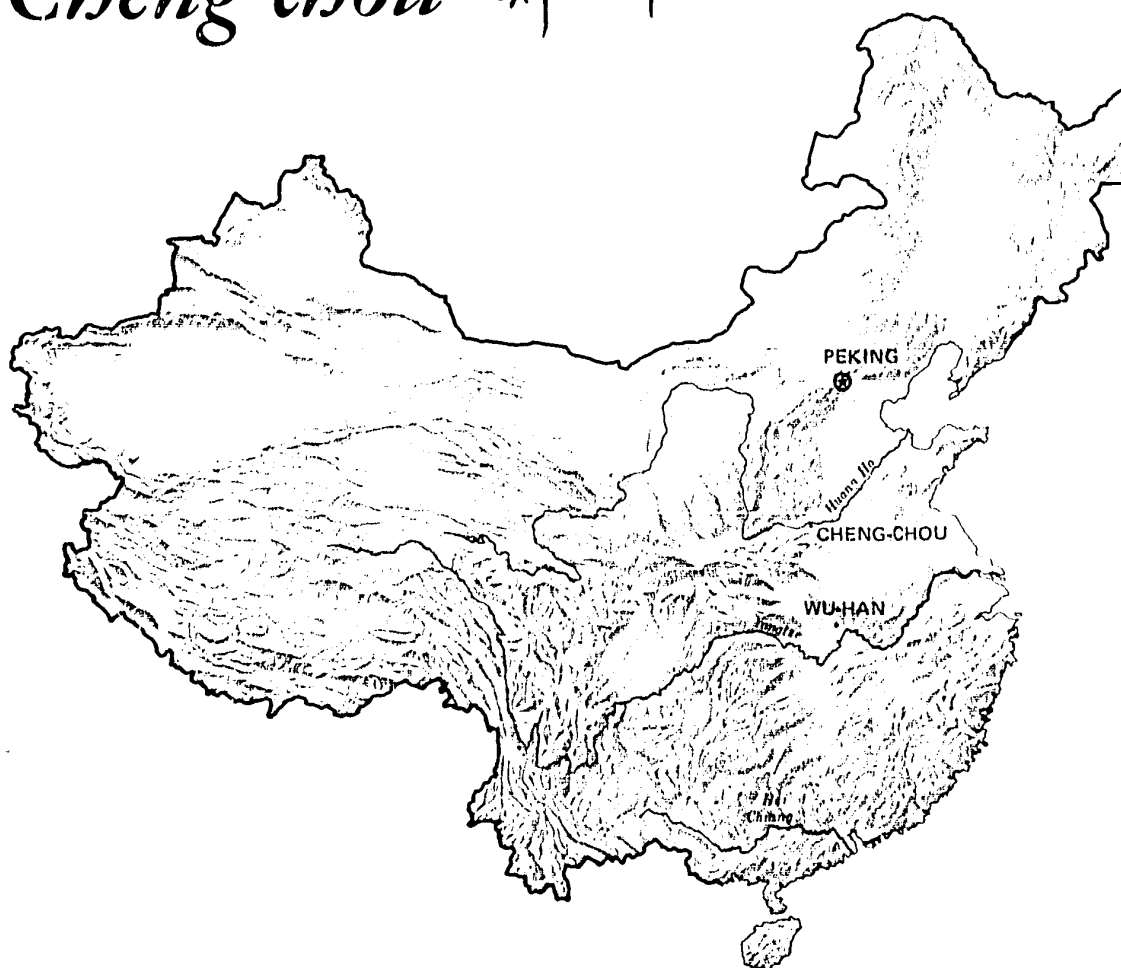 Cheng-chou
PEKING
Huang Ho
CHENG-CHOU
WU-HAN
Yangtze
Hsi
Chiang